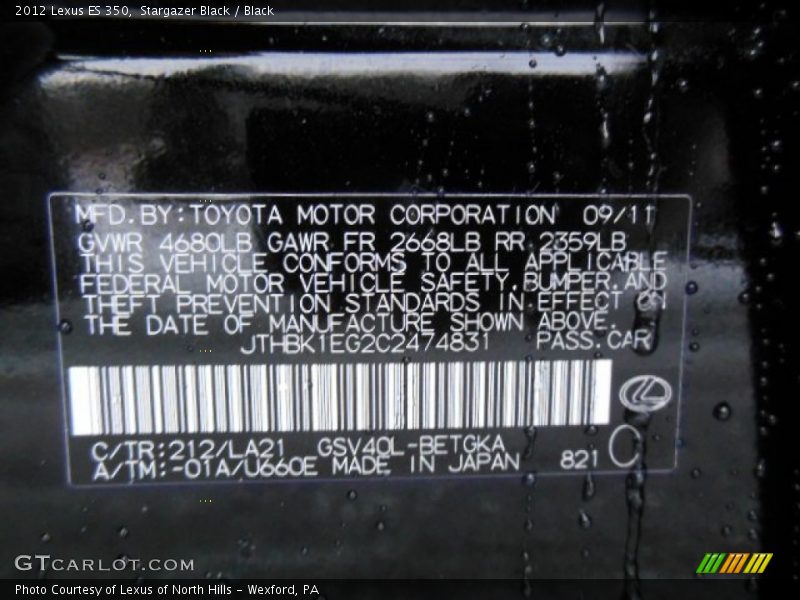 2012 Lexus ES 350, Stargazer Black / Black
MFD.BY:TOYOTA MOTOR CORPORATION 09/11
GVWR 4680LB GAWR FR 2668LB RR 2359LB
THIS VEHICLE CONFORMS TO ALL APPLICABLE
FEDERAL MOTOR VEHICLE SAFETY,BUMPER,AND
THEFT PREVENTION STANDARDS IN EFFECT ON
THE DATE OF MANUFACTURE SHOWN ABOVE.
JTHBK1EG2C2474831 PASS.CAR
C/TR:212/LA21 GSV40L-BETGKA
A/TM:-01A/U660E MADE IN JAPAN 821 C
GTCARLOT.COM
Photo Courtesy of Lexus of North Hills - Wexford, PA